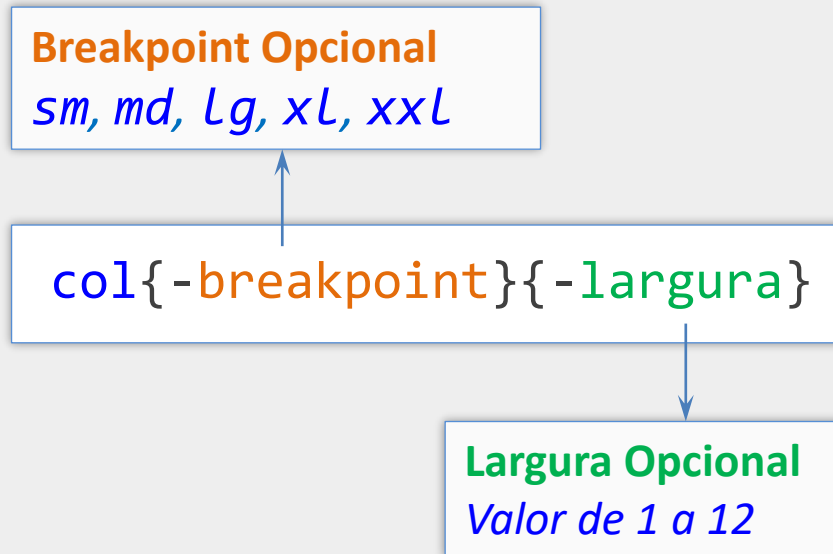 Breakpoint Opcional
sm, md, lg, xl, xxl
col{-breakpoint}{-largura}
Largura Opcional
Valor de 1 a 12